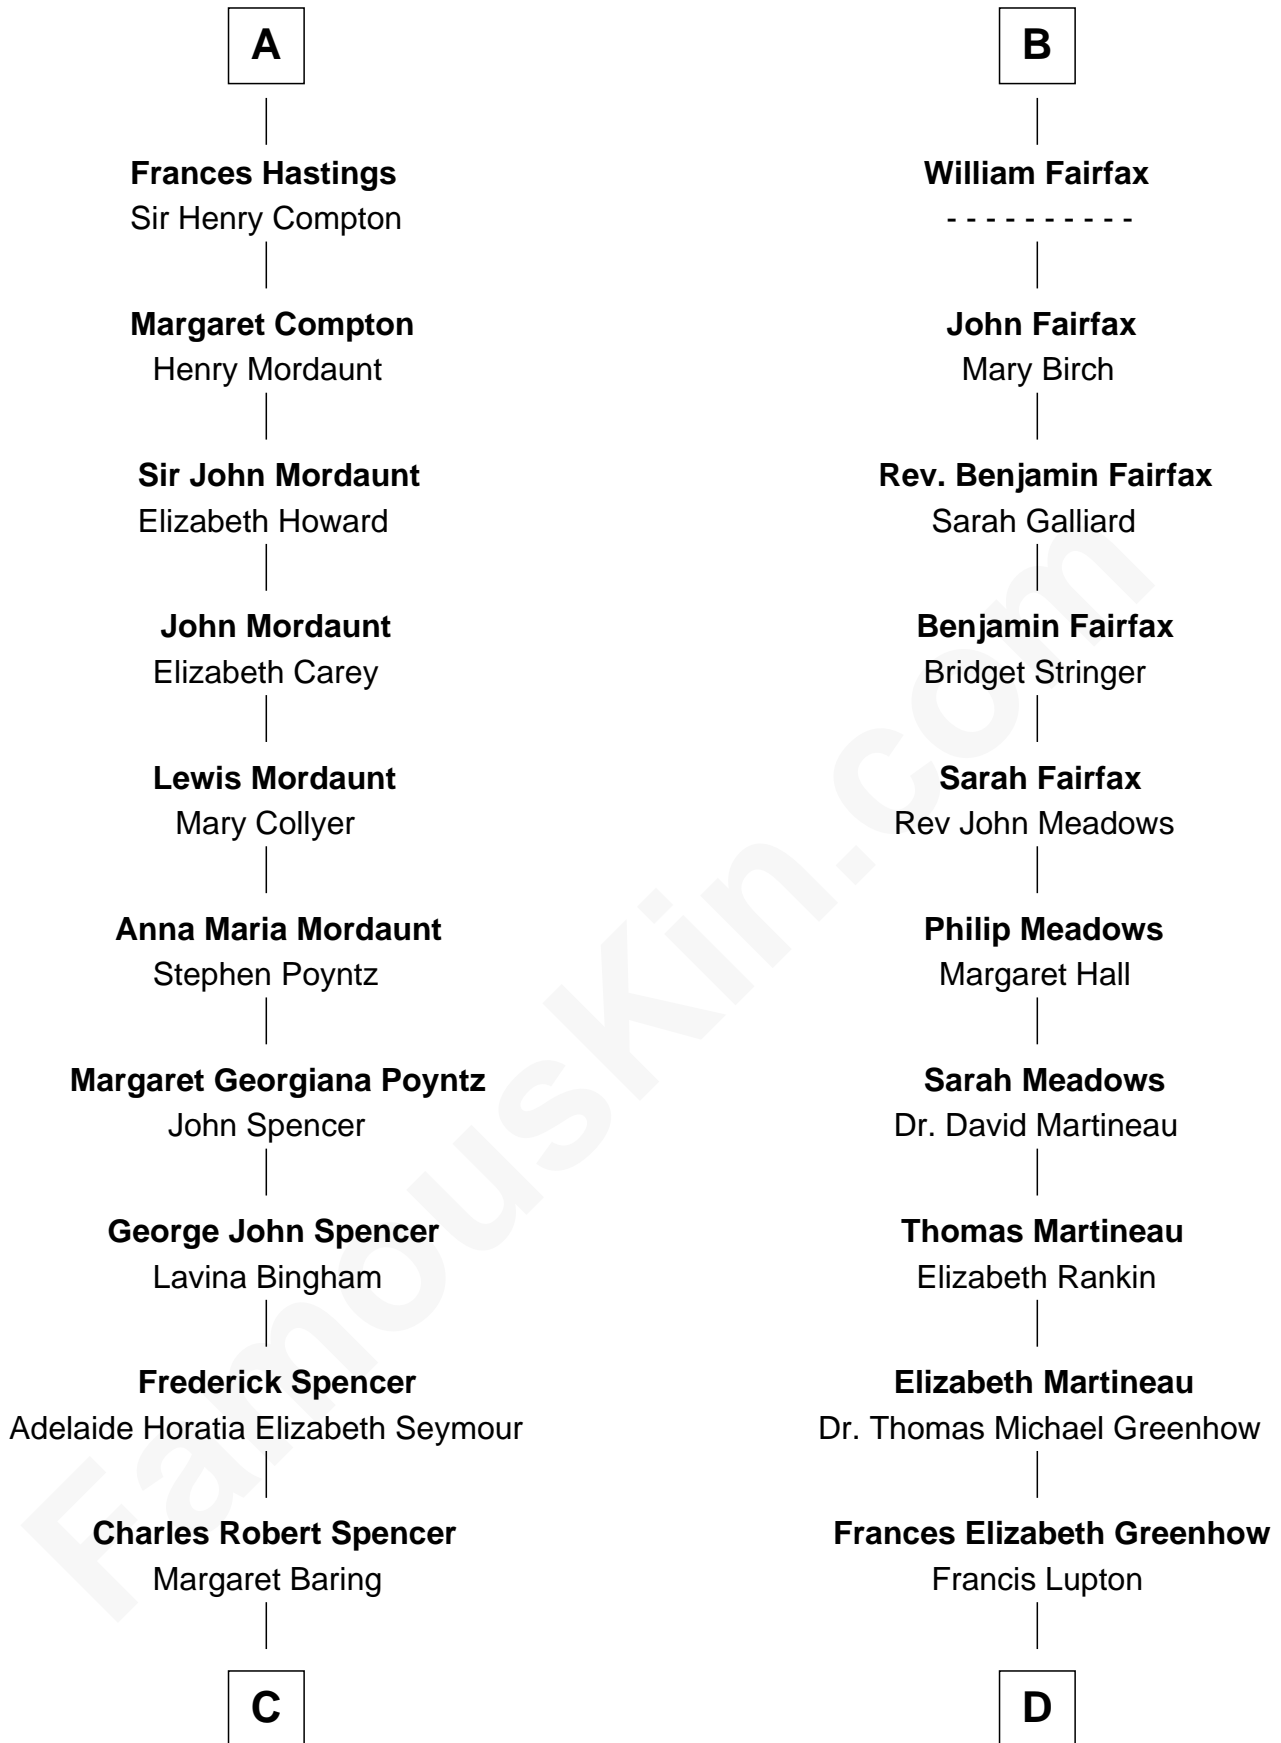 A
Frances Hastings
Sir Henry Compton
Margaret Compton
Henry Mordaunt
Sir John Mordaunt
Elizabeth Howard
John Mordaunt
Elizabeth Carey
Lewis Mordaunt
Mary Collyer
Anna Maria Mordaunt
Stephen Poyntz
Margaret Georgiana Poyntz
John Spencer
George John Spencer
Lavina Bingham
Frederick Spencer
Adelaide Horatia Elizabeth Seymour
Charles Robert Spencer
Margaret Baring
C
B
William Fairfax
- - - - - - - - - -
John Fairfax
Mary Birch
Rev. Benjamin Fairfax
Sarah Galliard
Benjamin Fairfax
Bridget Stringer
Sarah Fairfax
Rev John Meadows
Philip Meadows
Margaret Hall
Sarah Meadows
Dr. David Martineau
Thomas Martineau
Elizabeth Rankin
Elizabeth Martineau
Dr. Thomas Michael Greenhow
Frances Elizabeth Greenhow
Francis Lupton
D
FamousKin.com